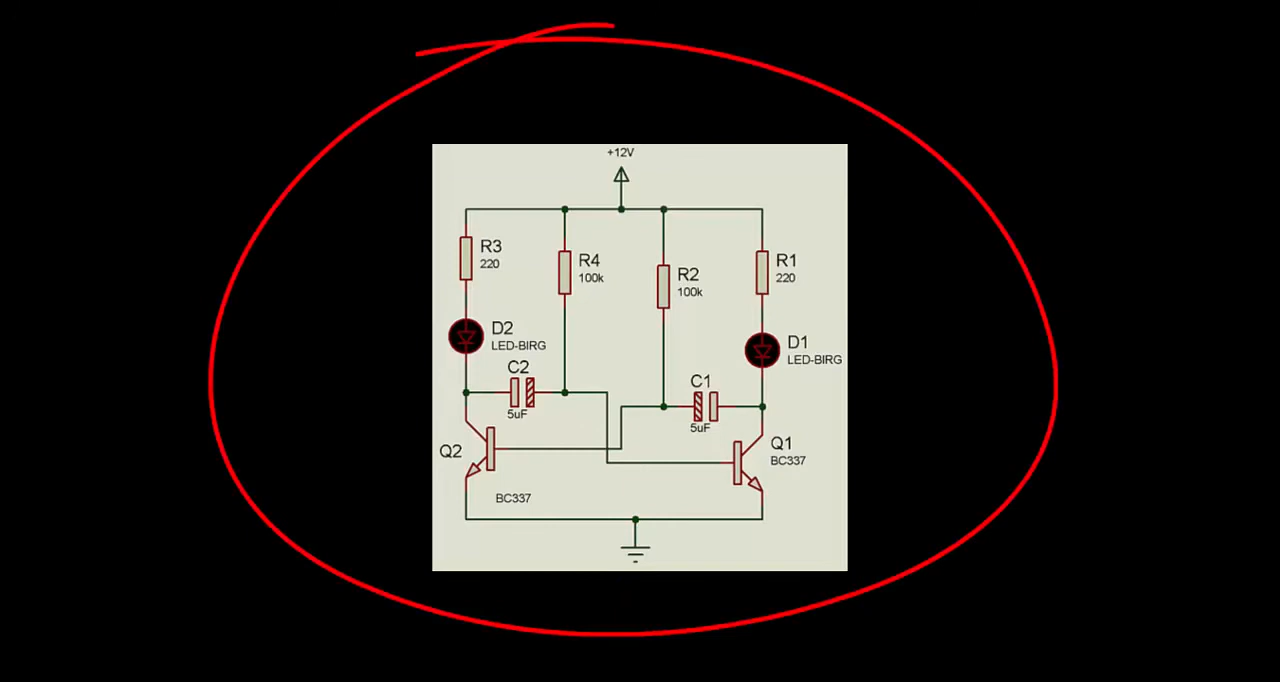 +12V
R3
220
R4
100k
R2
100k
R1
220
D2
LED-BIRG
D1
LED-BIRG
C2
5uF
C1
5uF
Q2
BC337
Q1
BC337